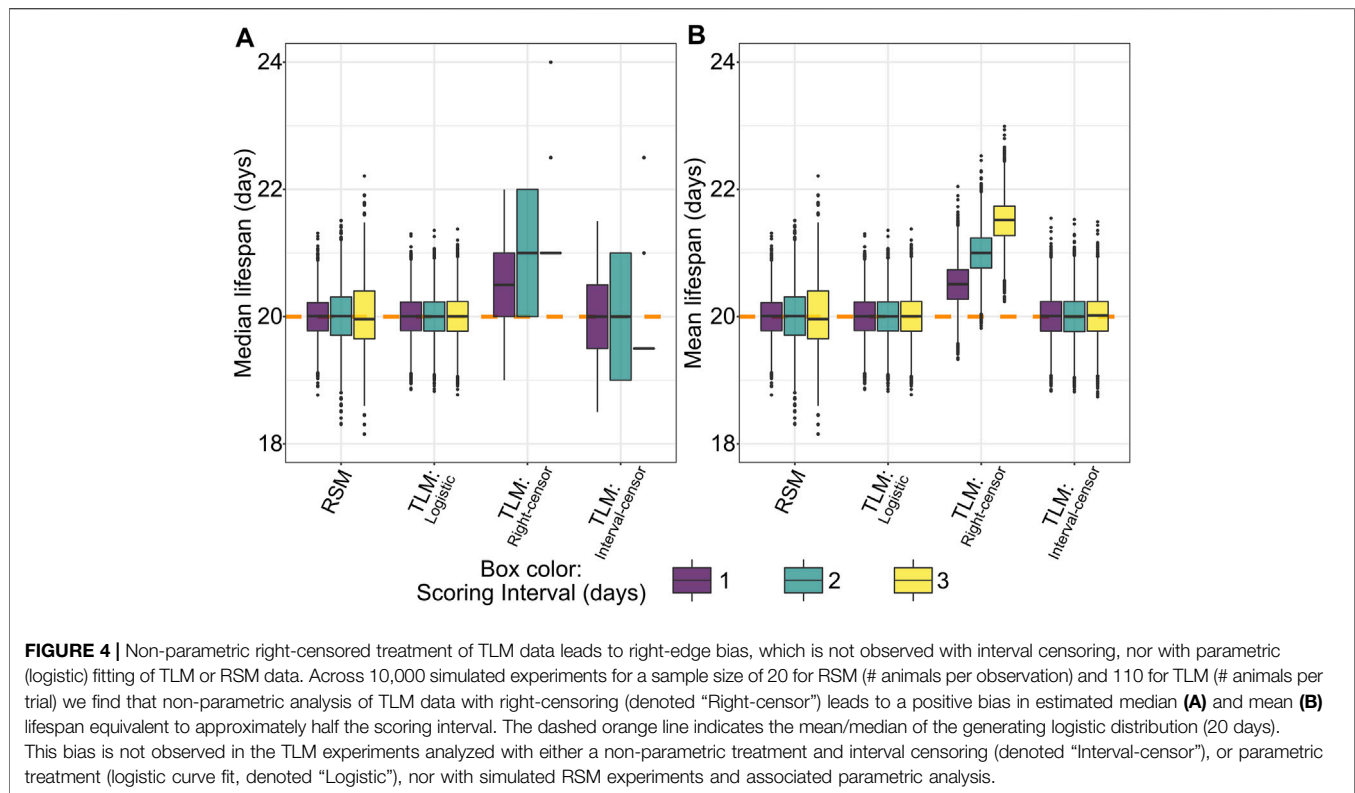 A
B
24
22
20
18
Median lifespan (days)
24
22
20
18
Mean lifespan (days)
RSM
TLM:
Logistic
TLM:
Right-censor
TLM:
Interval-censor
RSM
TLM:
Logistic
TLM:
Right-censor
TLM:
Interval-censor
Box color:
Scoring Interval (days)
1
2
3
FIGURE 4 | Non-parametric right-censored treatment of TLM data leads to right-edge bias, which is not observed with interval censoring, nor with parametric
(logistic) fitting of TLM or RSM data. Across 10,000 simulated experiments for a sample size of 20 for RSM (# animals per observation) and 110 for TLM (# animals per
trial) we find that non-parametric analysis of TLM data with right-censoring (denoted “Right-censor”) leads to a positive bias in estimated median (A) and mean (B)
lifespan equivalent to approximately half the scoring interval. The dashed orange line indicates the mean/median of the generating logistic distribution (20 days).
This bias is not observed in the TLM experiments analyzed with either a non-parametric treatment and interval censoring (denoted “Interval-censor”), or parametric
treatment (logistic curve fit, denoted “Logistic”), nor with simulated RSM experiments and associated parametric analysis.